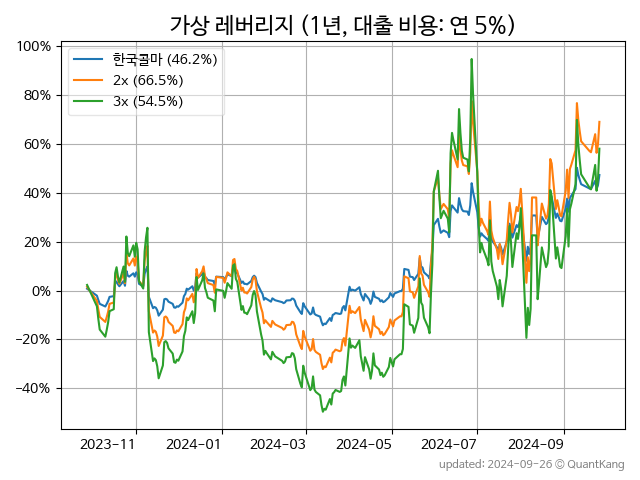 가상 레버리지 (1년, 대출 비용: 연 5%)
한국콜마 (46.2%)
2x (66.5%)
3x (54.5%)
100%
80%
60%
40%
20%
0%
−20%
−40%
2023-11
2024-01
2024-03
2024-05
2024-07
2024-09
updated: 2024-09-26 © QuantKang